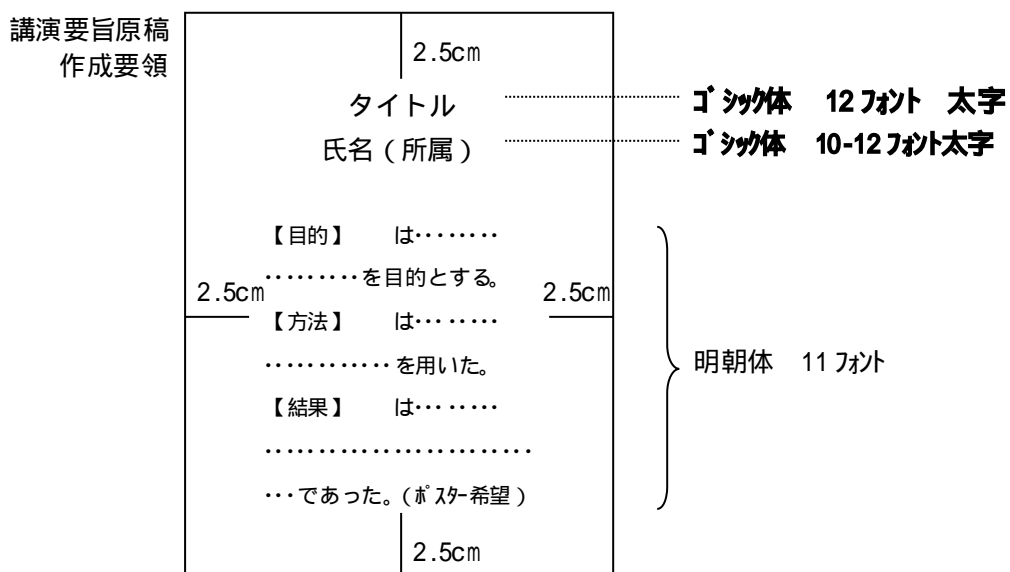 講演要旨原稿
作成要領
2.5cm
タイトル
ｺﾞｼｯｸ体　12ﾌｫﾝﾄ　太字
氏名（所属）
ｺﾞｼｯｸ体　10-12ﾌｫﾝﾄ太字
【目的】　　は‥‥‥‥
‥‥‥‥‥を目的とする。
2.5cm
2.5cm
【方法】　　は‥‥‥‥
‥‥‥‥‥‥を用いた。
明朝体　11ﾌｫﾝﾄ
【結果】　　は‥‥‥‥
‥‥‥‥‥‥‥‥‥‥‥‥‥
…であった。（ﾎﾟｽﾀｰ希望）
2.5cm